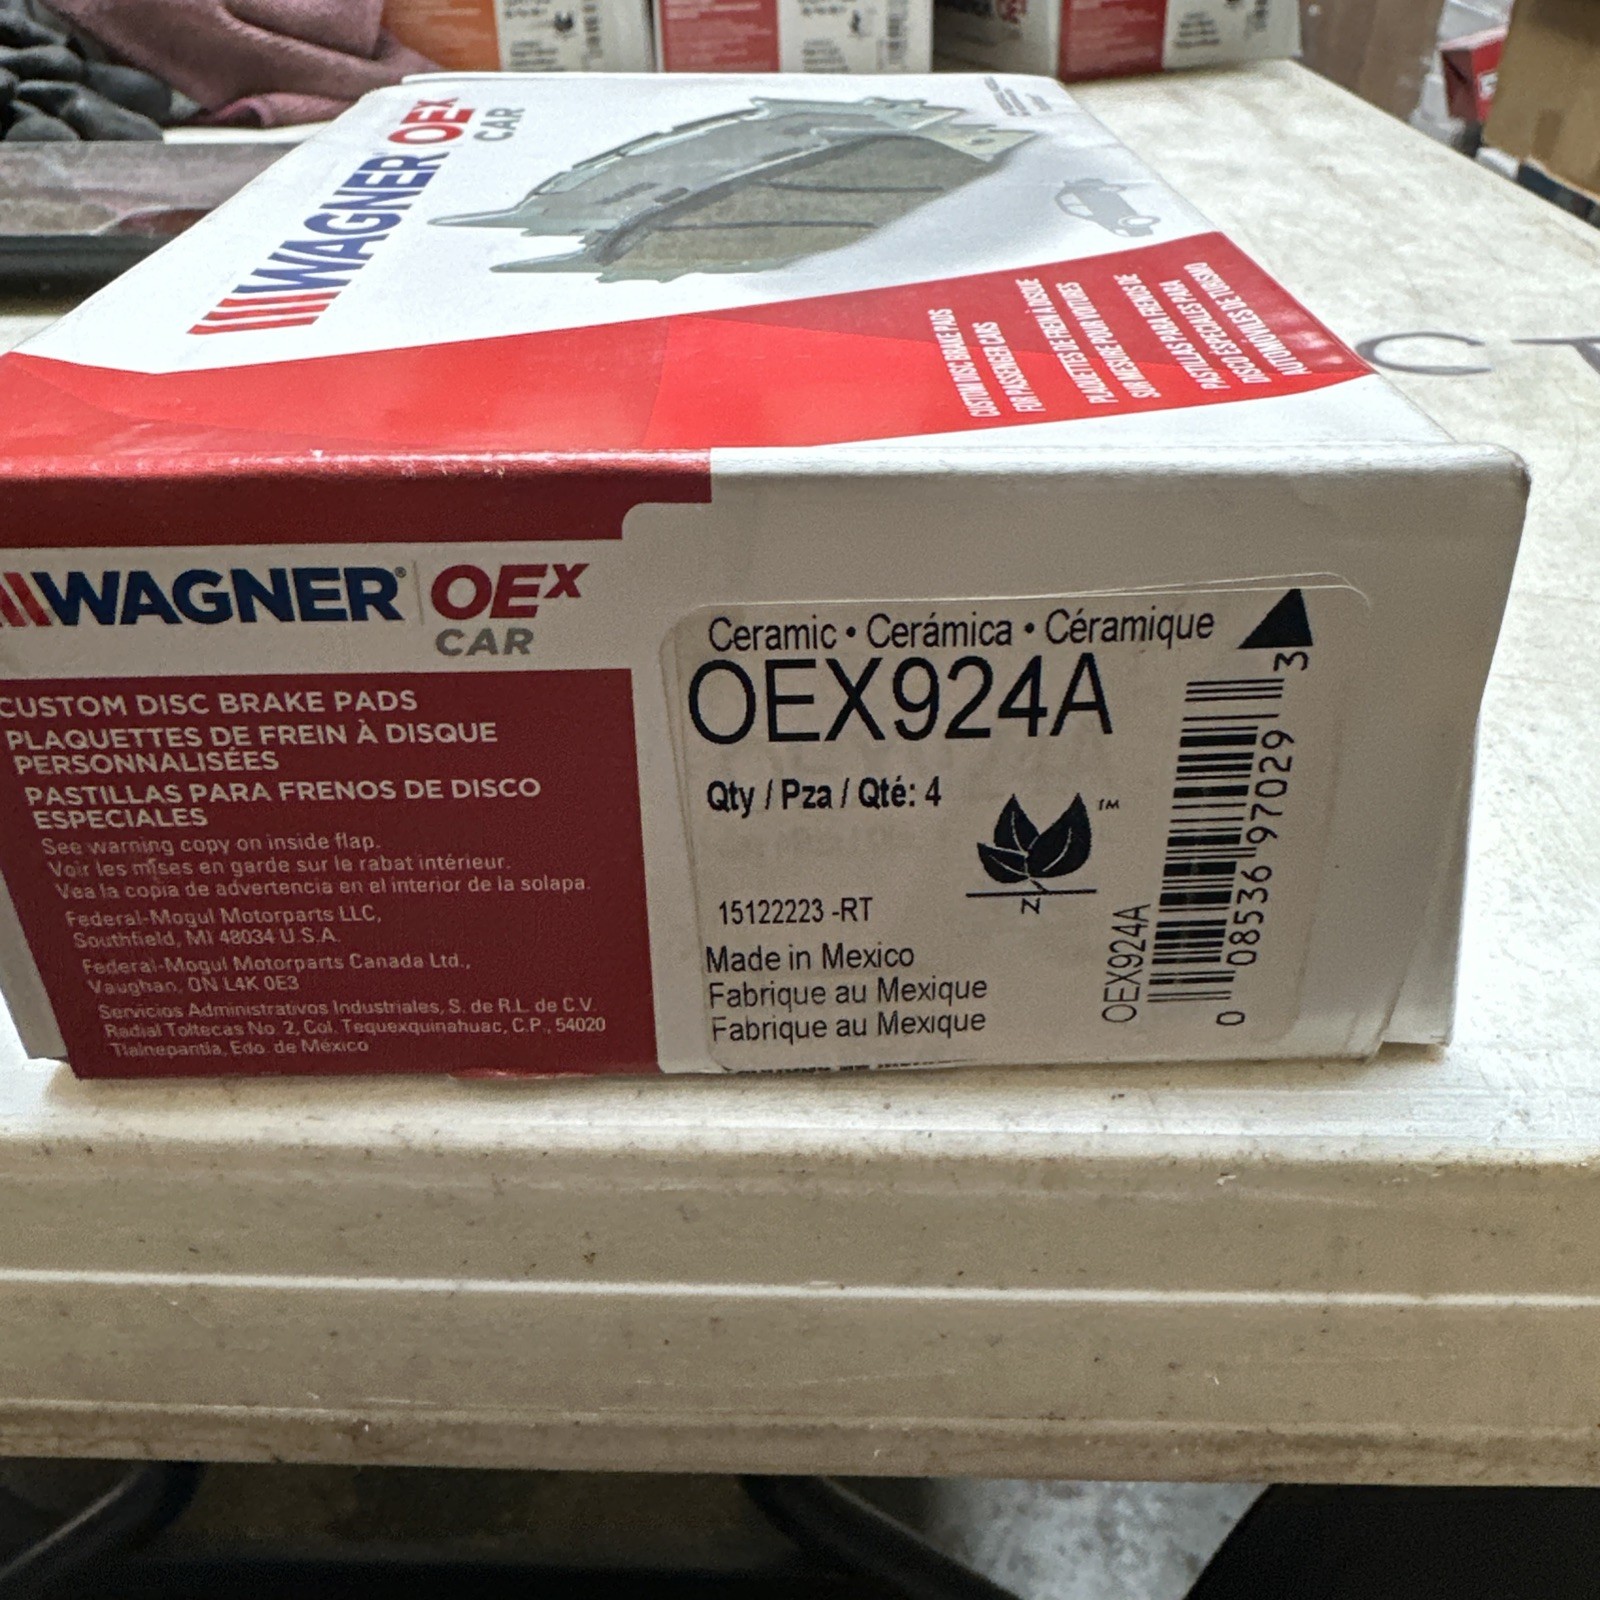 WAGNER OEX
CAR
CUSTOM DISC BRAKE PADS
FOR PASSENGER CARS
PLAQUETTES DE FREIN À DISQUE
SUR MESURE POUR VOITURES
PASTILLAS PARA FRENOS DE
DISCO ESPECIALES PARA
AUTOMÓVILES DE TURISMO
C T
WAGNER® OEX
CAR
CUSTOM DISC BRAKE PADS
PLAQUETTES DE FREIN À DISQUE
PERSONNALISÉES
PASTILLAS PARA FRENOS DE DISCO
ESPECIALES
See warning copy on inside flap.
Voir les mises en garde sur le rabat intérieur.
Vea la copia de advertencia en el interior de la solapa.
Federal-Mogul Motorparts LLC,
Southfield, MI 48034 U.S.A.
Federal-Mogul Motorparts Canada Ltd.,
Vaughan, ON L4K 0E3
Servicios Administrativos Industriales, S. de R.L. de C.V.
Radial Toltecas No. 2, Col. Tequexquinahuac, C.P., 54020
Tlalnepantla, Edo. de México
Ceramic • Cerámica • Céramique
OEX924A
Qty / Pza / Qté: 4
TM
N
15122223 -RT
Made in Mexico
Fabrique au Mexique
Fabrique au Mexique
OEX924A
0 08536 97029 3